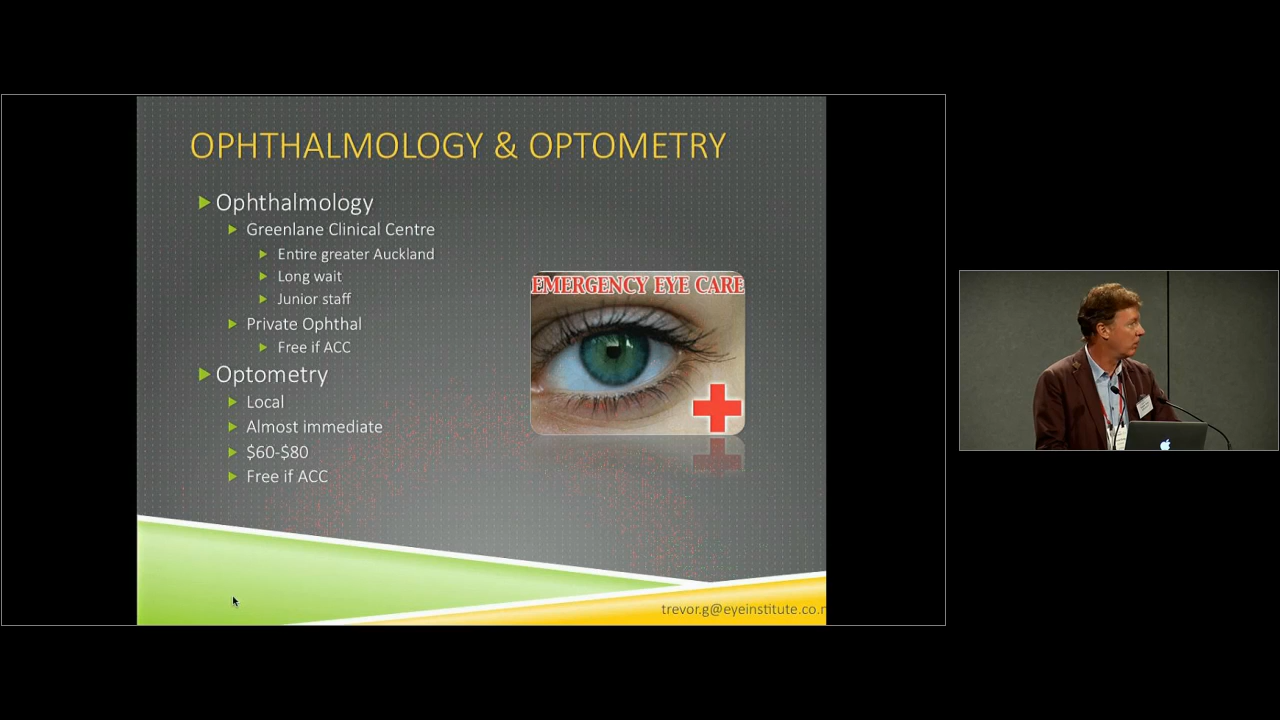 OPHTHALMOLOGY & OPTOMETRY
Ophthalmology
Greenlane Clinical Centre
Entire greater Auckland
Long wait
Junior staff
Private Ophthal
Free if ACC
Optometry
Local
Almost immediate
$60-$80
Free if ACC
EMERGENCY EYE CARE
trevor.g@eyeinstitute.co.n